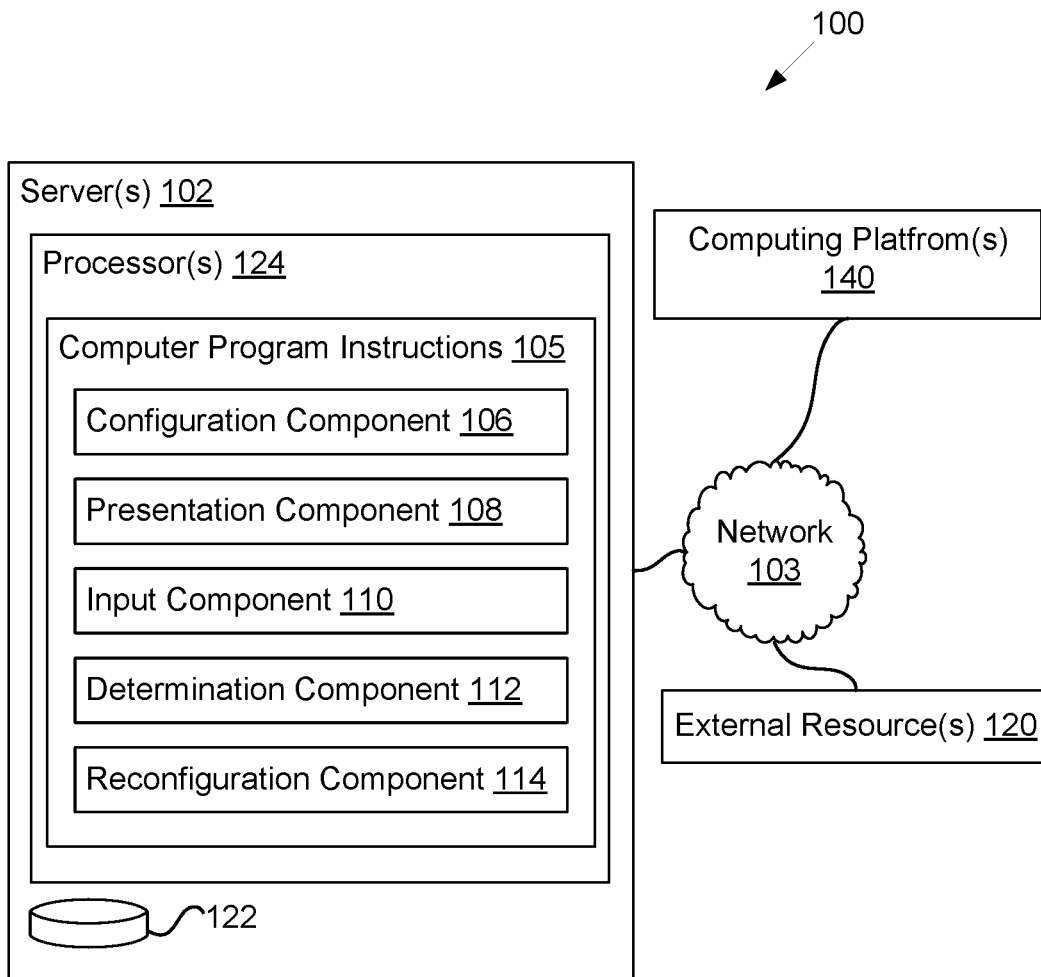 100
Server(s) 102
Processor(s) 124
Computer Program Instructions 105
Configuration Component 106
Presentation Component 108
Input Component 110
Determination Component 112
Reconfiguration Component 114
122
Computing Platfrom(s)
140
Network
103
External Resource(s) 120